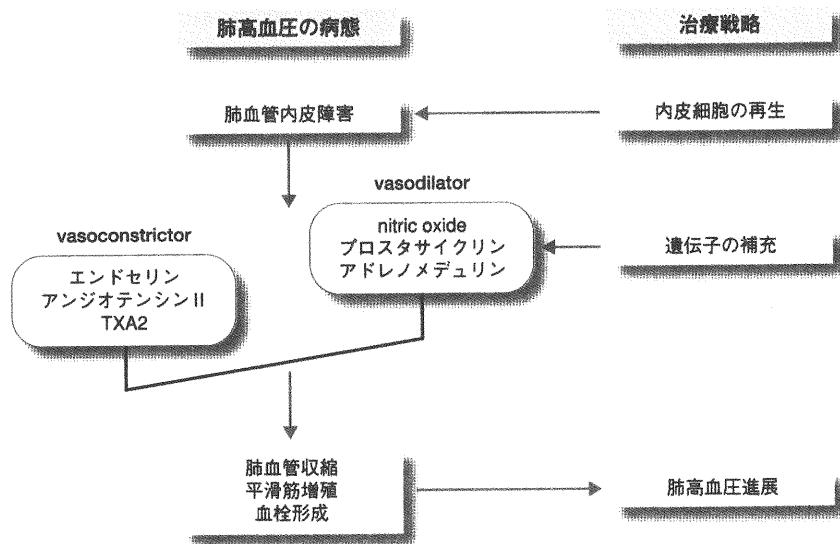 肺高血圧の病態
治療戦略
肺血管内皮障害
内皮細胞の再生
vasodilator
nitric oxide
プロスタサイクリン
アドレノメデュリン
遺伝子の補充
vasoconstrictor
エンドセリン
アンジオテンシンⅡ
TXA2
肺血管収縮
平滑筋増殖
血栓形成
肺高血圧進展